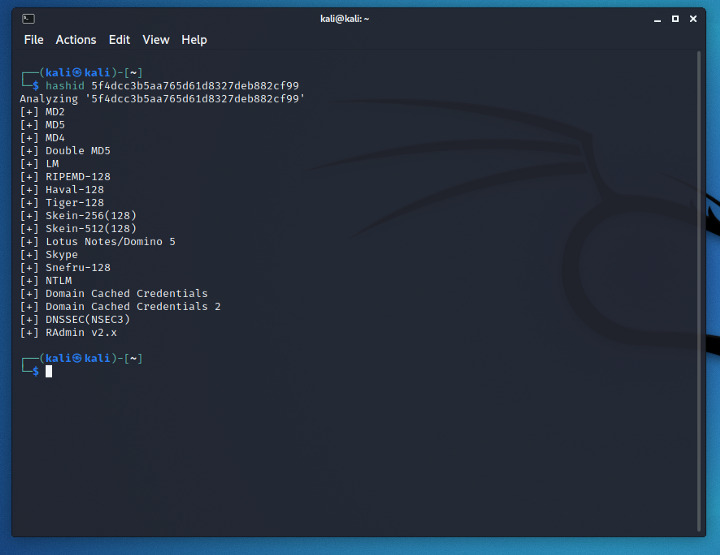 kali@kali: ~
File Actions Edit View Help
┌──(kali㉿kali)-[~]
└─$ hashid 5f4dcc3b5aa765d61d8327deb882cf99
Analyzing '5f4dcc3b5aa765d61d8327deb882cf99'
[+] MD2
[+] MD5
[+] MD4
[+] Double MD5
[+] LM
[+] RIPEMD-128
[+] Haval-128
[+] Tiger-128
[+] Skein-256(128)
[+] Skein-512(128)
[+] Lotus Notes/Domino 5
[+] Skype
[+] Snefru-128
[+] NTLM
[+] Domain Cached Credentials
[+] Domain Cached Credentials 2
[+] DNSSEC(NSEC3)
[+] RAdmin v2.x
┌──(kali㉿kali)-[~]
└─$